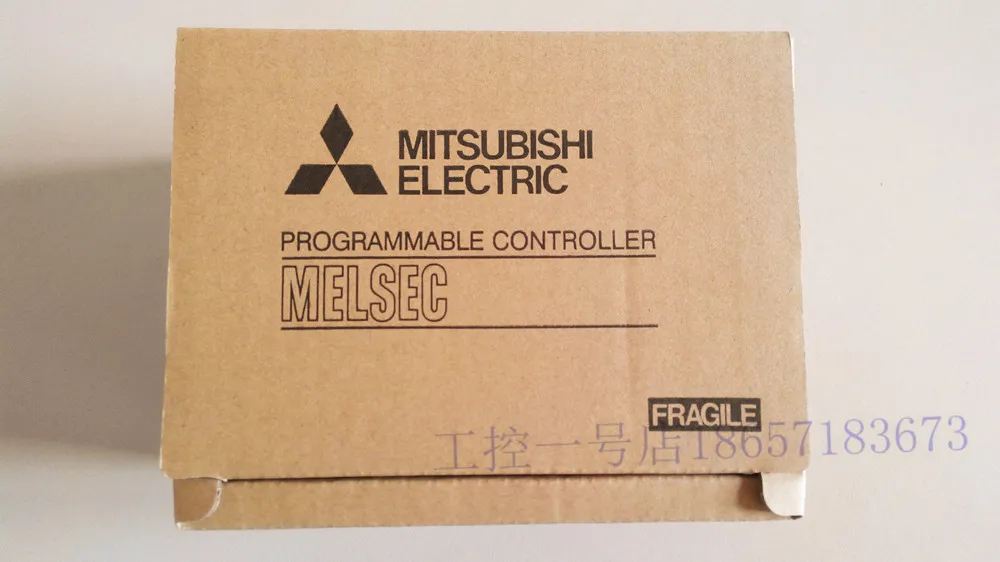 MITSUBISHI
ELECTRIC
PROGRAMMABLE CONTROLLER
MELSEC
FRAGILE
工控一号店18657183673